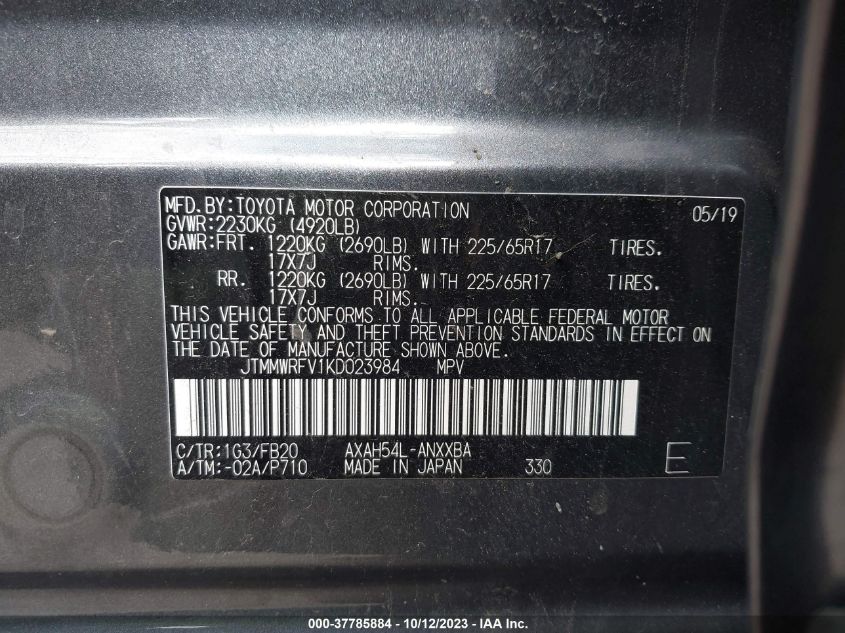 MFD. BY:TOYOTA MOTOR CORPORATION 05/19
GVWR:2230KG (4920LB)
GAWR:FRT. 1220KG (2690LB) WITH 225/65R17 TIRES.
17X7J RIMS.
RR. 1220KG (2690LB) WITH 225/65R17 TIRES.
17X7J RIMS.
THIS VEHICLE CONFORMS TO ALL APPLICABLE FEDERAL MOTOR
VEHICLE SAFETY AND THEFT PREVENTION STANDARDS IN EFFECT ON
THE DATE OF MANUFACTURE SHOWN ABOVE.
JTMMWRFV1KD023984 MPV
C/TR:1G3/FB20 AXAH54L-ANXXBA
A/TM:-02A/P710 MADE IN JAPAN 330 E
000-37785884 - 10/12/2023 - © IAA, Inc.